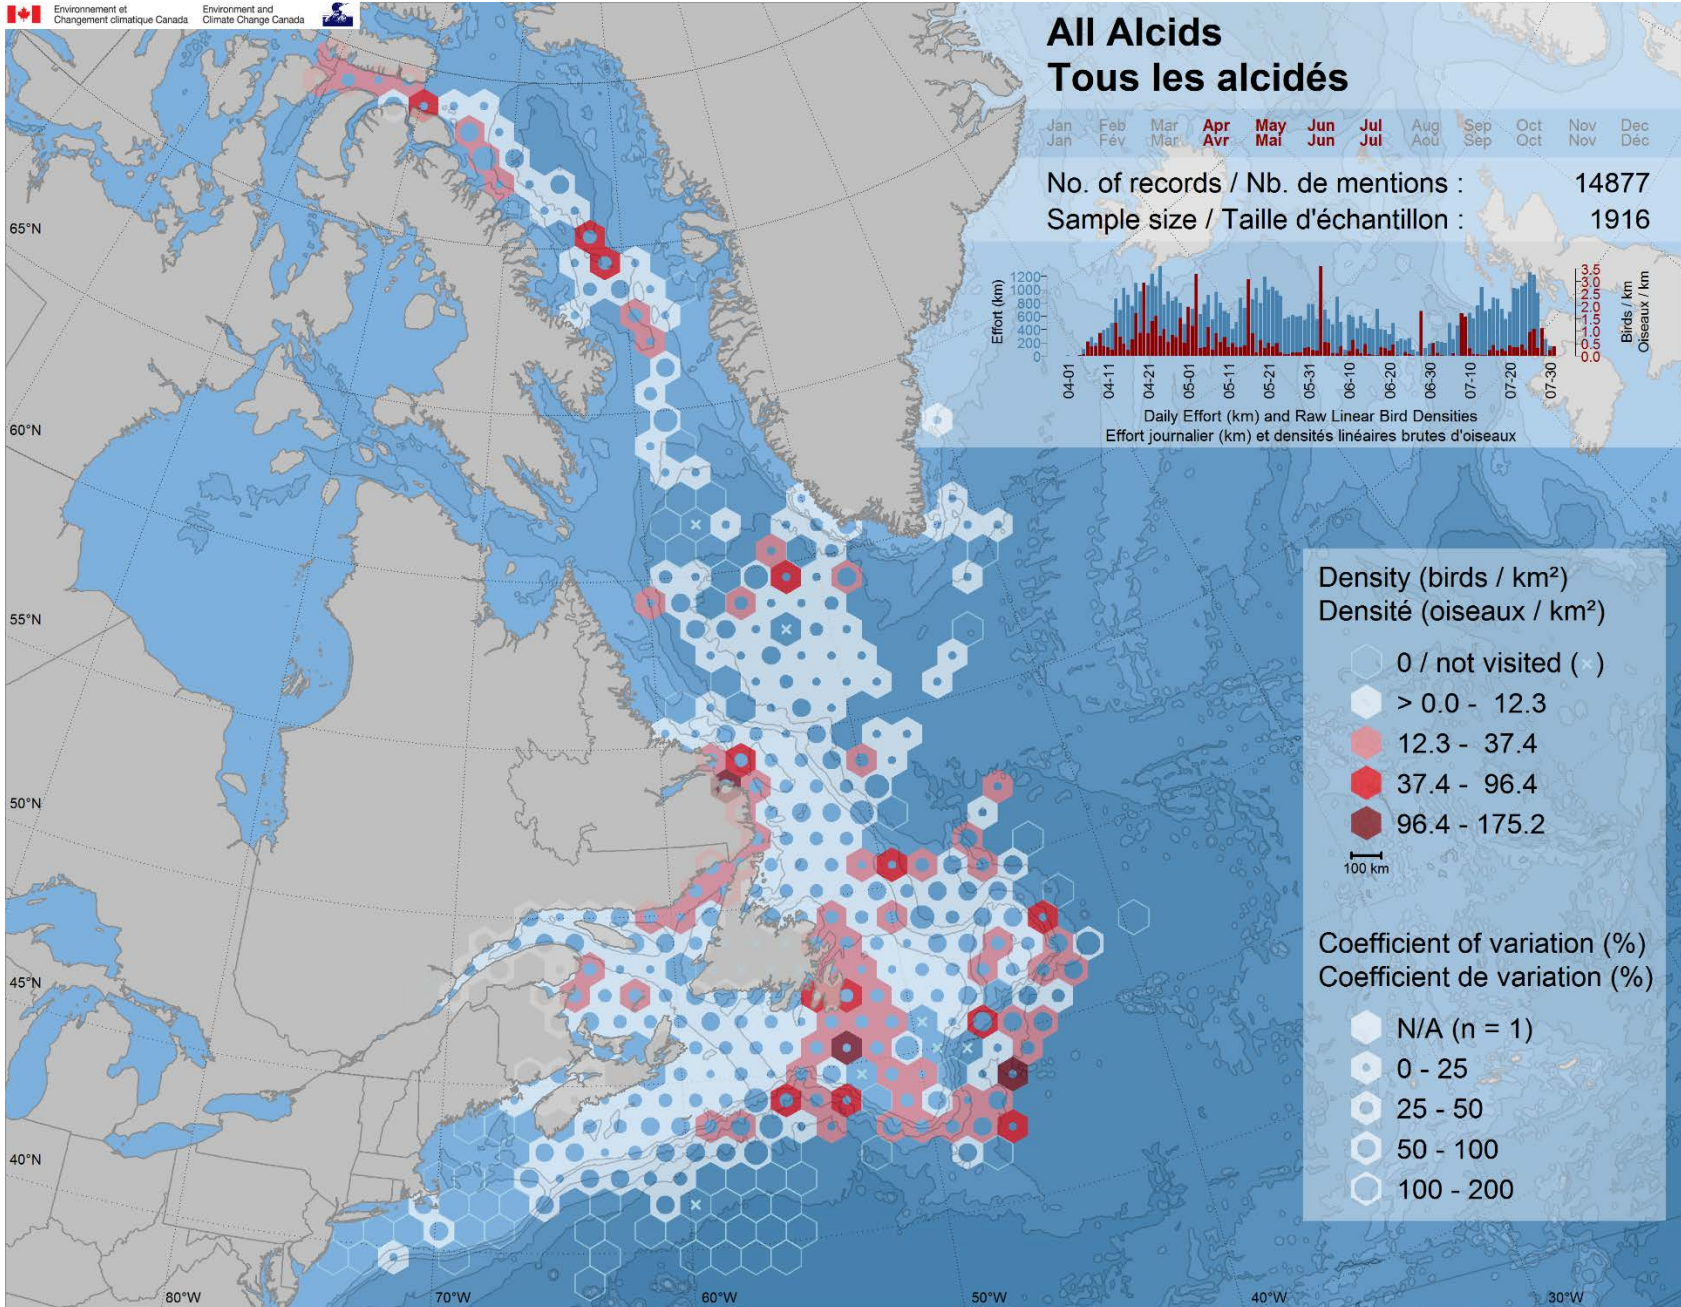 Environnement et
Changement climatique Canada
Environment and
Climate Change Canada
All Alcids
Tous les alcidés
Jan Feb Mar Apr May Jun Jul Aug Sep Oct Nov Dec
Jan Fév Mar Avr Mai Jun Jul Aoû Sep Oct Nov Déc
No. of records / Nb. de mentions : 14877
Sample size / Taille d'échantillon : 1916
Effort (km)
1200
1000
800
600
400
200
0
3.5
3.0
2.5
2.0
1.5
1.0
0.5
0.0
Birds / km
Oiseaux / km
04-01 04-11 04-21 05-01 05-11 05-21 05-31 06-10 06-20 06-30 07-10 07-20 07-30
Daily Effort (km) and Raw Linear Bird Densities
Effort journalier (km) et densités linéaires brutes d'oiseaux
65°N
60°N
55°N
50°N
45°N
40°N
Density (birds / km²)
Densité (oiseaux / km²)
0 / not visited (×)
> 0.0 - 12.3
12.3 - 37.4
37.4 - 96.4
96.4 - 175.2
100 km
Coefficient of variation (%)
Coefficient de variation (%)
N/A (n = 1)
0 - 25
25 - 50
50 - 100
100 - 200
80°W 70°W 60°W 50°W 40°W 30°W